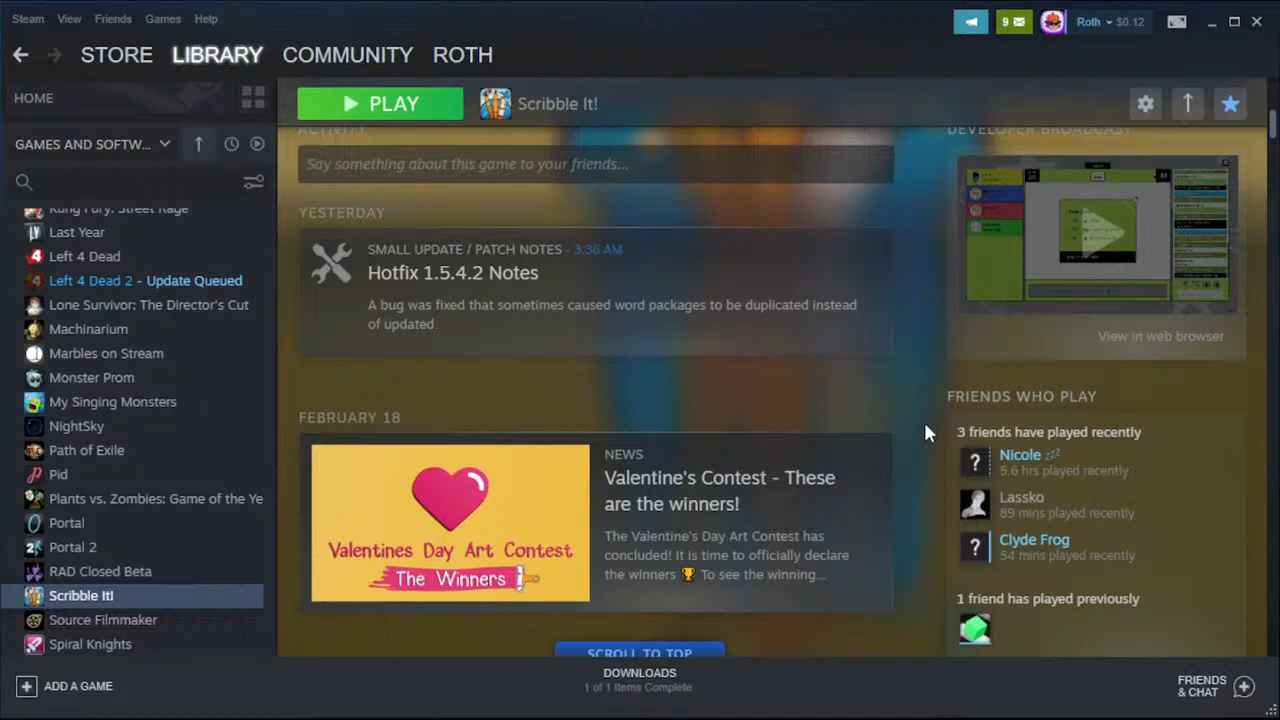 Steam View Friends Games Help
9 Roth $0.12
STORE LIBRARY COMMUNITY ROTH
HOME
PLAY Scribble It!
GAMES AND SOFTW...
ACTIVITY
Say something about this game to your friends...
DEVELOPER BROADCAST
Kung Fury: Street Rage
Last Year
Left 4 Dead
Left 4 Dead 2 - Update Queued
Lone Survivor: The Director's Cut
Machinarium
Marbles on Stream
Monster Prom
My Singing Monsters
NightSky
Path of Exile
Pid
Plants vs. Zombies: Game of the Ye
Portal
Portal 2
RAD Closed Beta
Scribble It!
Source Filmmaker
Spiral Knights
YESTERDAY
SMALL UPDATE / PATCH NOTES - 3:36 AM
Hotfix 1.5.4.2 Notes
A bug was fixed that sometimes caused word packages to be duplicated instead
of updated.
FEBRUARY 18
Valentines Day Art Contest
The Winners
NEWS
Valentine's Contest - These
are the winners!
The Valentine's Day Art Contest has
concluded! It is time to officially declare
the winners 🏆 To see the winning...
SCROLL TO TOP
View in web browser
FRIENDS WHO PLAY
3 friends have played recently
Nicole zzz
5.6 hrs played recently
Lassko
89 mins played recently
Clyde Frog
54 mins played recently
1 friend has played previously
ADD A GAME
DOWNLOADS
1 of 1 Items Complete
FRIENDS
& CHAT